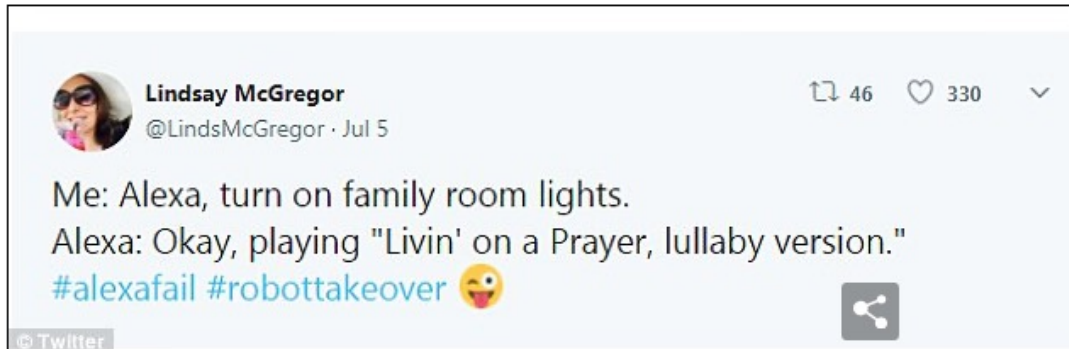 Lindsay McGregor
46 330
@LindsMcGregor · Jul 5
Me: Alexa, turn on family room lights.
Alexa: Okay, playing "Livin' on a Prayer, lullaby version."
#alexafail #robottakeover 😜
© Twitter